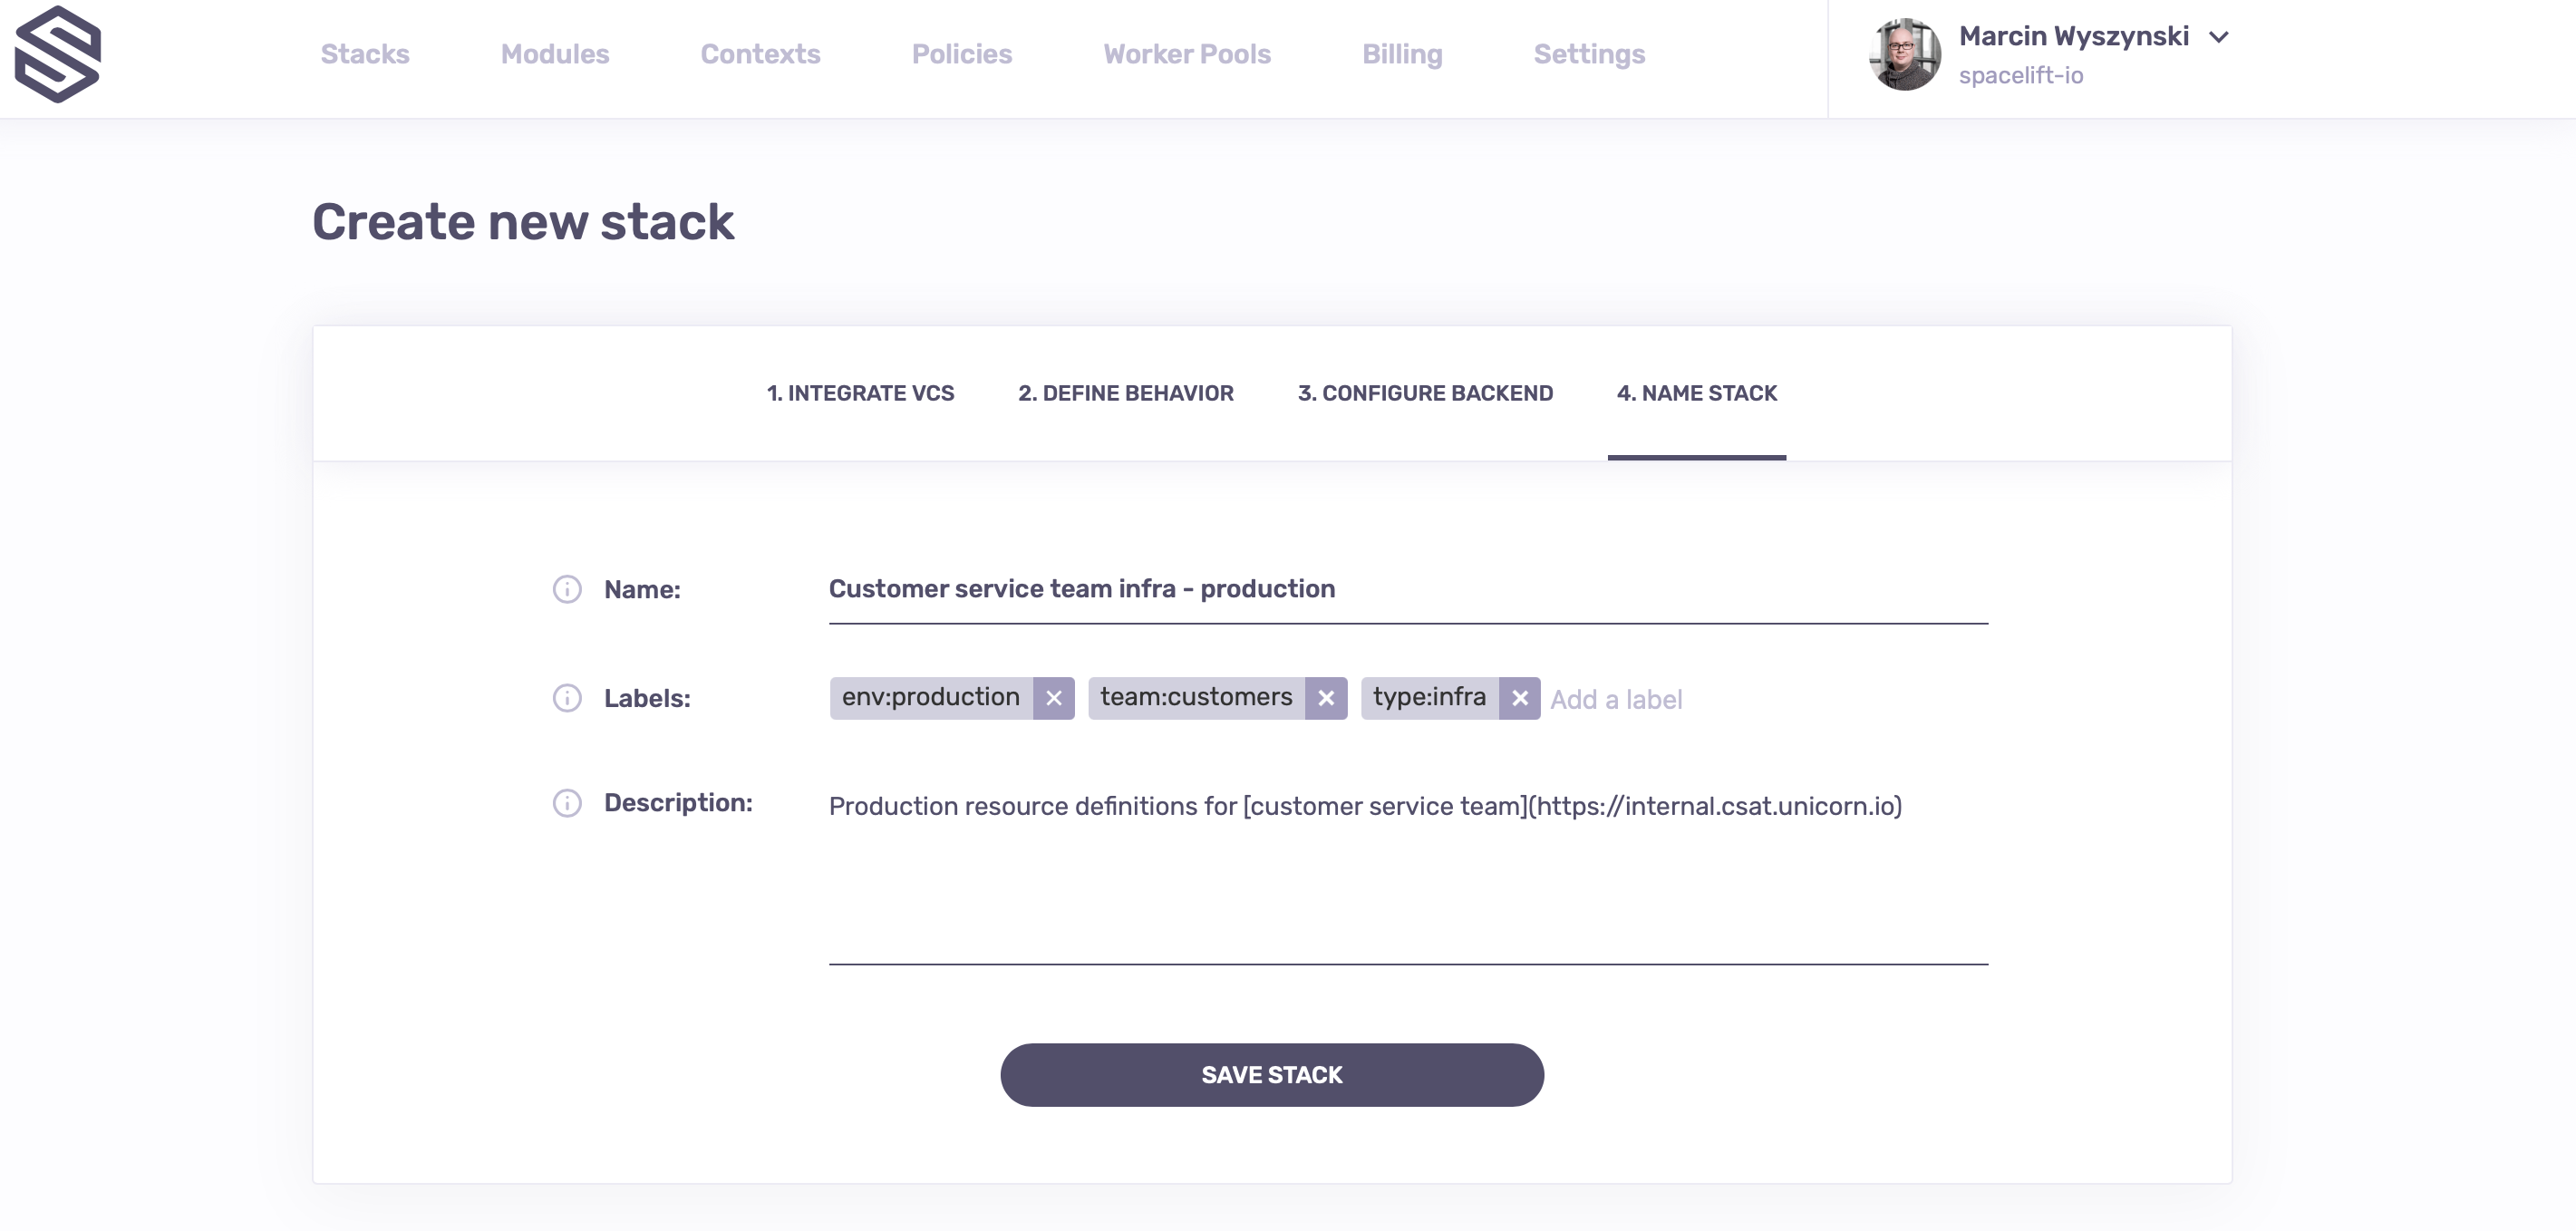 Stacks Modules Contexts Policies Worker Pools Billing Settings
Marcin Wyszynski
spacelift-io
Create new stack
1. INTEGRATE VCS 2. DEFINE BEHAVIOR 3. CONFIGURE BACKEND 4. NAME STACK
Name: Customer service team infra - production
Labels: env:production × team:customers × type:infra × Add a label
Description: Production resource definitions for [customer service team](https://internal.csat.unicorn.io)
SAVE STACK